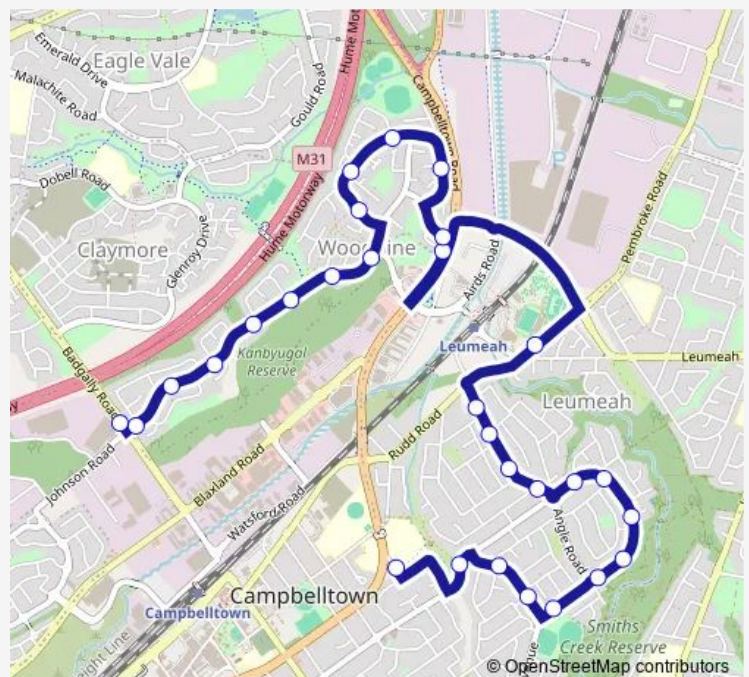 Eagle Vale
Emerald Drive
Malachite Road
Gould Road
Hume Mot
Campbelltown Road
M31
Dobell Road
Hume Motorway
Pembroke Road
P
Claymore
Glenroy Drive
Woodbine
Airds Road
Leumeah
Kanbyugal
Reserve
Leumeah
Badgally Road
Leumeah
Rudd Road
Johnson Road
Blaxland Road
Watsford Road
Angle Road
Campbelltown
Campbelltown
Smiths
Creek Reserve
© OpenStreetMap contributors